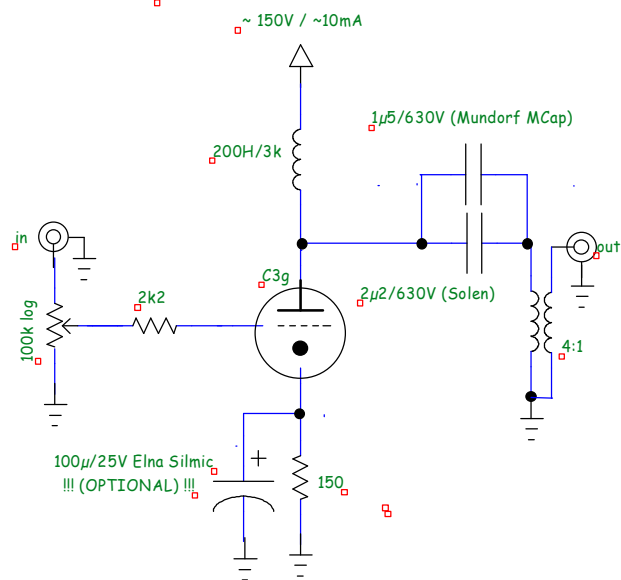 ~ 150V / ~10mA
1µ5/630V (Mundorf MCap)
200H/3k
in
out
C3g
2k2
2µ2/630V (Solen)
100k log
4:1
100µ/25V Elna Silmic
!!! (OPTIONAL) !!!
150